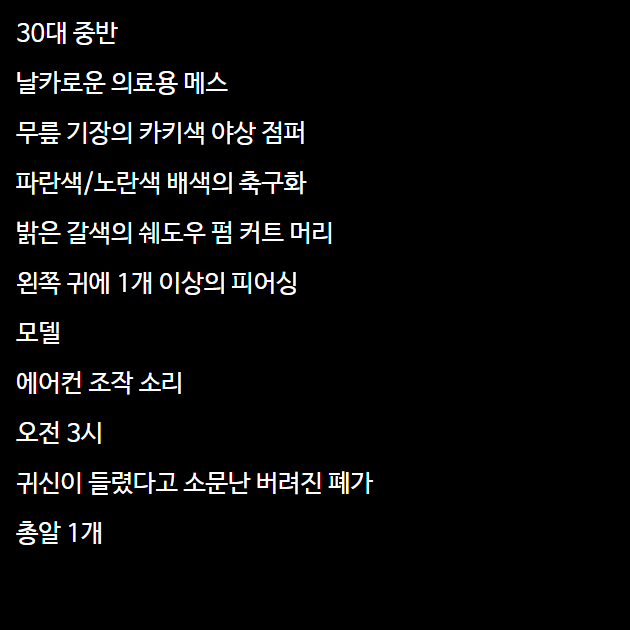 30대 중반
날카로운 의료용 메스
무릎 기장의 카키색 야상 점퍼
파란색/노란색 배색의 축구화
밝은 갈색의 쉐도우 펌 커트 머리
왼쪽 귀에 1개 이상의 피어싱
모델
에어컨 조작 소리
오전 3시
귀신이 들렸다고 소문난 버려진 폐가
총알 1개